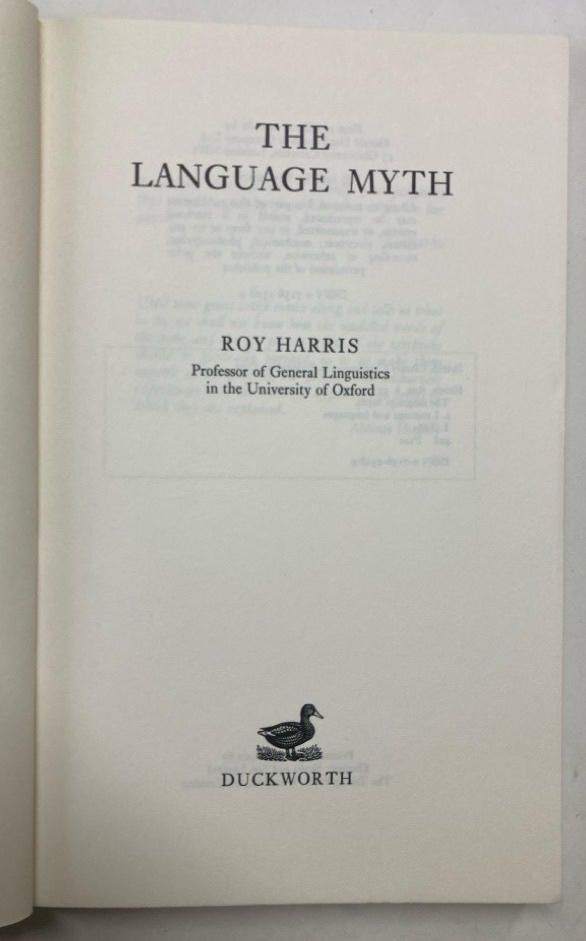 THE
LANGUAGE MYTH
ROY HARRIS
Professor of General Linguistics
in the University of Oxford
DUCKWORTH